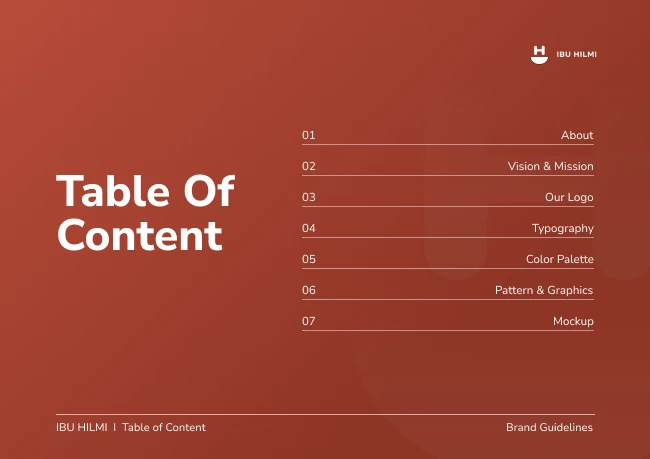 IBU HILMI
Table Of
Content
01 About
02 Vision & Mission
03 Our Logo
04 Typography
05 Color Palette
06 Pattern & Graphics
07 Mockup
IBU HILMI I Table of Content
Brand Guidelines